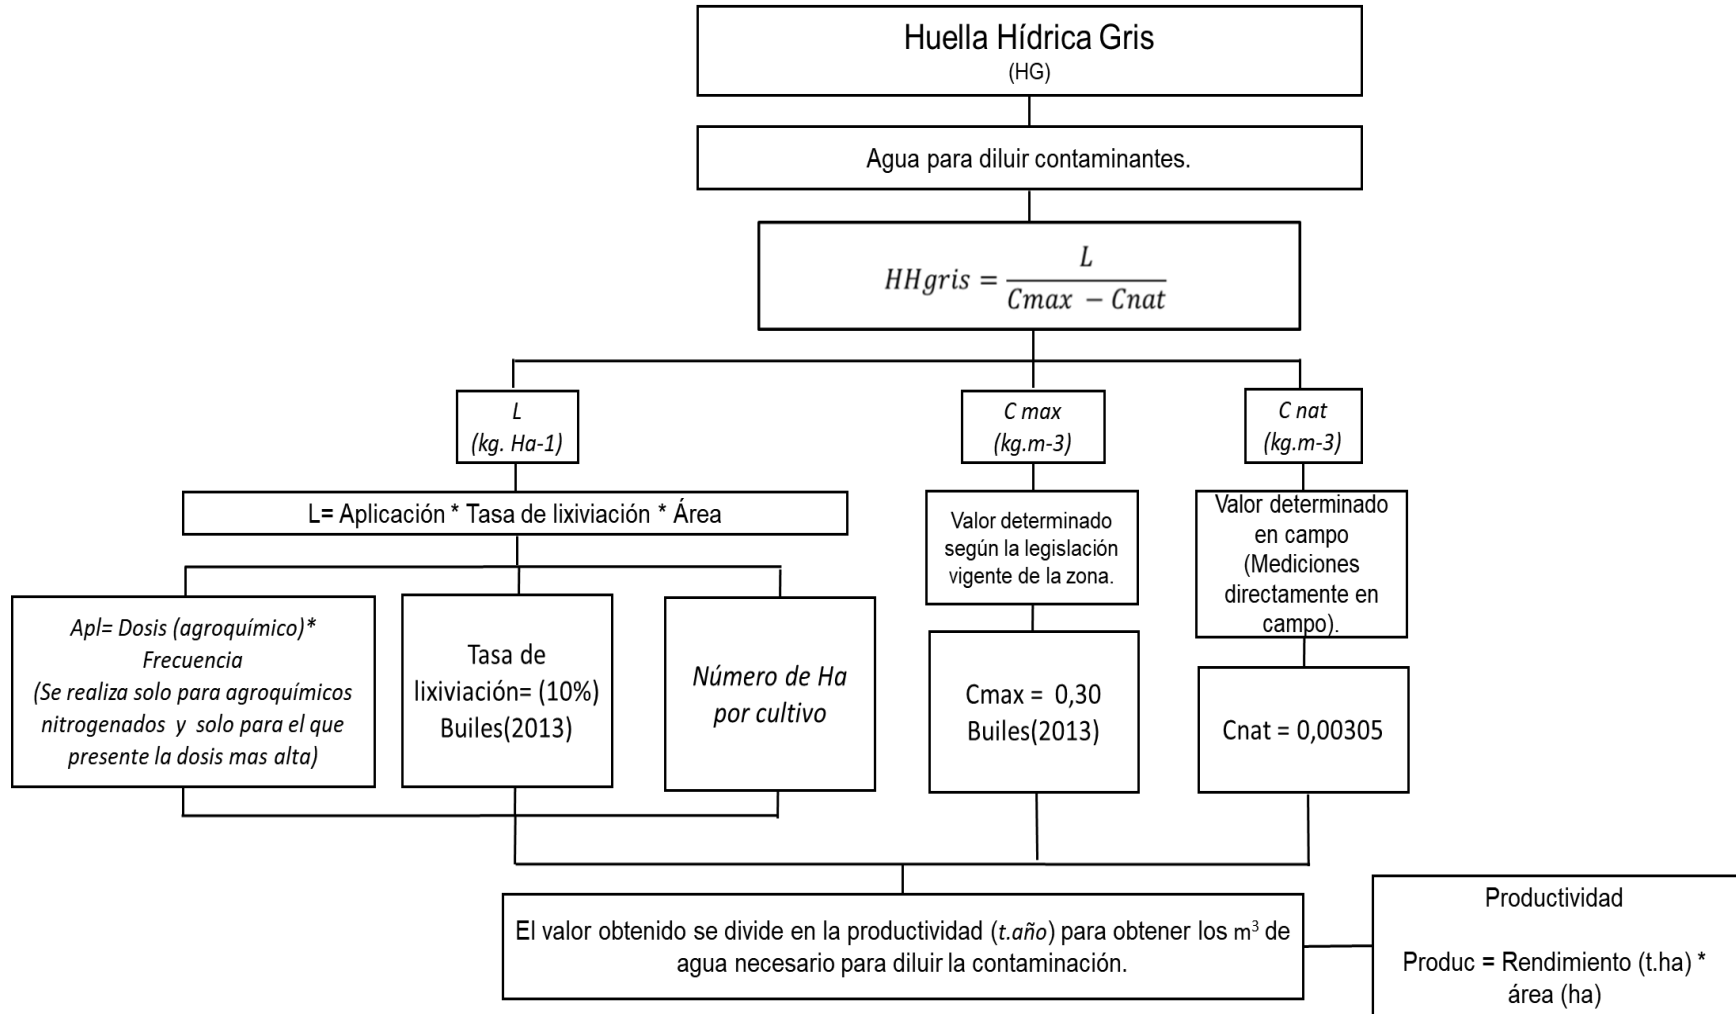 Huella Hídrica Gris
(HG)
Agua para diluir contaminantes.
HHgris = L / (Cmax − Cnat)
L
(kg. Ha-1)
C max
(kg.m-3)
C nat
(kg.m-3)
L= Aplicación * Tasa de lixiviación * Área
Valor determinado
según la legislación
vigente de la zona.
Valor determinado
en campo
(Mediciones
directamente en
campo).
Apl= Dosis (agroquímico)*
Frecuencia
(Se realiza solo para agroquímicos
nitrogenados y solo para el que
presente la dosis mas alta)
Tasa de
lixiviación= (10%)
Builes(2013)
Número de Ha
por cultivo
Cmax = 0,30
Builes(2013)
Cnat = 0,00305
El valor obtenido se divide en la productividad (t.año) para obtener los m³ de
agua necesario para diluir la contaminación.
Productividad
Produc = Rendimiento (t.ha) *
área (ha)